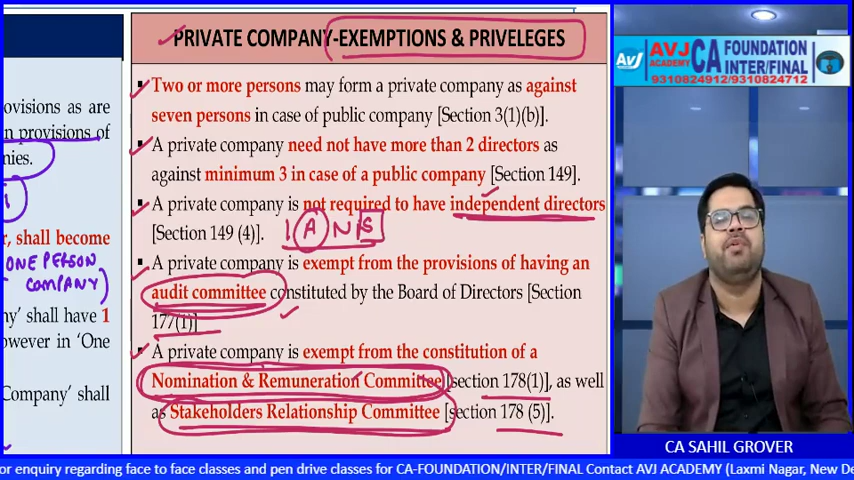 ovisions as are
n provisions of
nies.
1
r, shall become
ONE PERSON
COMPANY)
ny' shall have 1
owever in 'One
Company' shall
PRIVATE COMPANY-EXEMPTIONS & PRIVELEGES
Two or more persons may form a private company as against
seven persons in case of public company [Section 3(1)(b)].
A private company need not have more than 2 directors as
against minimum 3 in case of a public company [Section 149].
A private company is not required to have independent directors
[Section 149 (4)].
I A N S
A private company is exempt from the provisions of having an
audit committee constituted by the Board of Directors [Section
177(1)]
A private company is exempt from the constitution of a
Nomination & Remuneration Committee [section 178(1)], as well
as Stakeholders Relationship Committee [section 178 (5)].
AVJ
ACADEMY
CA
FOUNDATION
INTER/FINAL
9310824912/9310824712
CA SAHIL GROVER
or enquiry regarding face to face classes and pen drive classes for CA-FOUNDATION/INTER/FINAL Contact AVJ ACADEMY (Laxmi Nagar, New De